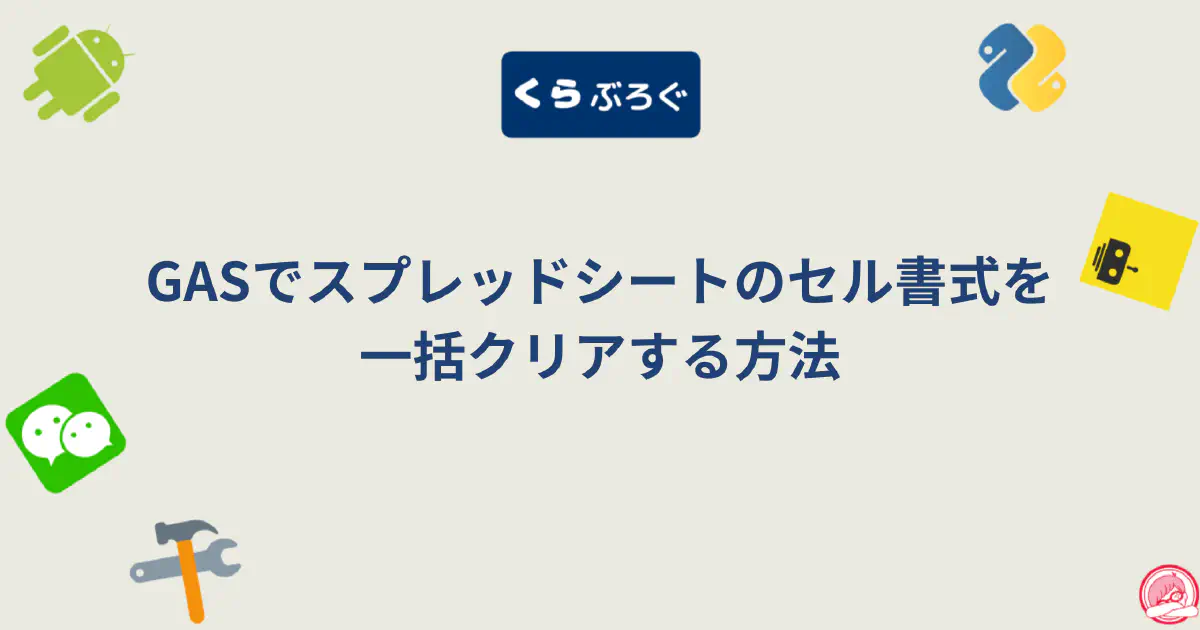 くらぶろぐ
GASでスプレッドシートのセル書式を
一括クリアする方法